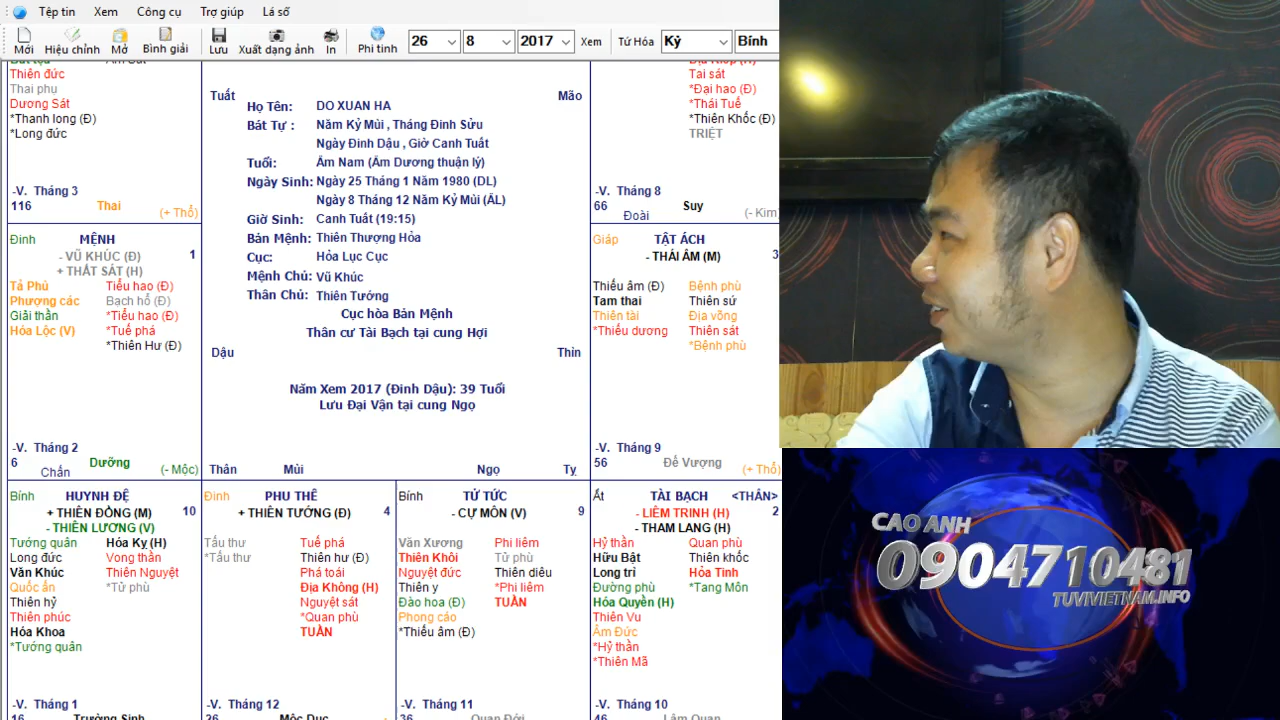 Tệp tin Xem Công cụ Trợ giúp Lá số
Mới Hiệu chỉnh Mở Bình giải Lưu Xuất dạng ảnh In Phi tinh 26 8 2017 Xem Tứ Hóa Kỷ Bính
Thiên đức
Thai phụ
Dương Sát
*Thanh long (Đ)
*Long đức
-V. Tháng 3
116 Thai (+ Thổ)
Tuất Mão
Họ Tên: DO XUAN HA
Bát Tự : Năm Kỷ Mùi , Tháng Đinh Sửu
Ngày Đinh Dậu , Giờ Canh Tuất
Tuổi: Âm Nam (Âm Dương thuận lý)
Ngày Sinh: Ngày 25 Tháng 1 Năm 1980 (DL)
Ngày 8 Tháng 12 Năm Kỷ Mùi (ÂL)
Giờ Sinh: Canh Tuất (19:15)
Bản Mệnh: Thiên Thượng Hỏa
Cục: Hỏa Lục Cục
Mệnh Chủ: Vũ Khúc
Thân Chủ: Thiên Tướng
Cục hòa Bản Mệnh
Thân cư Tài Bạch tại cung Hợi
Dậu Thìn
Năm Xem 2017 (Đinh Dậu): 39 Tuổi
Lưu Đại Vận tại cung Ngọ
Thân Mùi Ngọ Tỵ
Tai sát
*Đại hao (Đ)
*Thái Tuế
*Thiên Khốc (Đ)
TRIỆT
-V. Tháng 8
66 Đoài Suy (- Kim)
Đinh MỆNH
- VŨ KHÚC (Đ) 1
+ THẤT SÁT (H)
Tả Phù Tiểu hao (Đ)
Phượng các Bạch hổ (Đ)
Giải thần *Tiểu hao (Đ)
Hóa Lộc (V) *Tuế phá
*Thiên Hư (Đ)
-V. Tháng 2
6 Chấn Dưỡng (- Mộc)
Giáp TẬT ÁCH
- THÁI ÂM (M) 3
Thiếu âm (Đ) Bệnh phù
Tam thai Thiên sứ
Thiên tài Địa võng
*Thiếu dương Thiên sát
*Bệnh phù
-V. Tháng 9
56 Đế Vượng (+ Thổ)
Bính HUYNH ĐỆ
+ THIÊN ĐỒNG (M) 10
- THIÊN LƯƠNG (V)
Tướng quân Hóa Kỵ (H)
Long đức Vong thần
Văn Khúc Thiên Nguyệt
Quốc ấn *Tử phù
Thiên hỷ
Thiên phúc
Hóa Khoa
*Tướng quân
-V. Tháng 1
16 Trường Sinh
Đinh PHU THÊ
+ THIÊN TƯỚNG (Đ) 4
Tấu thư Tuế phá
*Tấu thư Thiên hư (Đ)
Phá toái
Địa Không (H)
Nguyệt sát
*Quan phù
TUẦN
-V. Tháng 12
26 Mộc Dục
Bính TỬ TỨC
- CỰ MÔN (V) 9
Văn Xương Phi liêm
Thiên Khôi Tử phù
Nguyệt đức Thiên diêu
Thiên y *Phi liêm
Đào hoa (Đ) TUẦN
Phong cáo
*Thiếu âm (Đ)
-V. Tháng 11
36 Quan Đới
Ất TÀI BẠCH <THÂN>
- LIÊM TRINH (H) 2
- THAM LANG (H)
Hỷ thần Quan phù
Hữu Bật Thiên khốc
Long trì Hỏa Tinh
Đường phù *Tang Môn
Hóa Quyền (H)
Thiên Vu
Âm Đức
*Hỷ thần
*Thiên Mã
-V. Tháng 10
46 Lâm Quan
CAO ANH
0904710481
TUVIVIETNAM.INFO